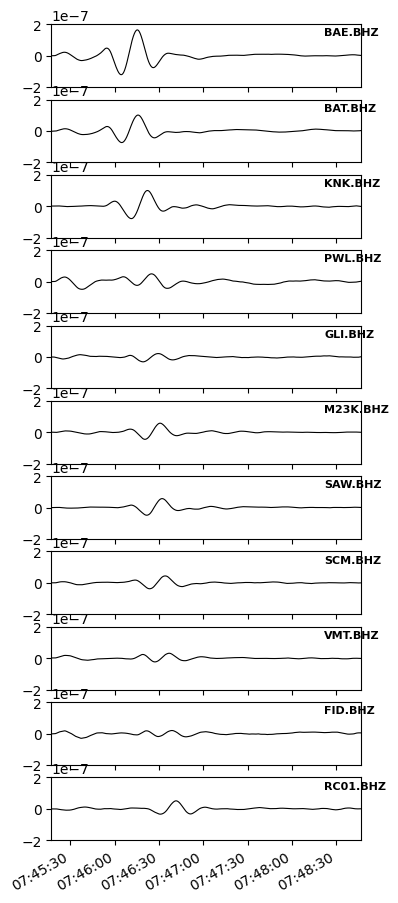 1e−7
2
BAE.BHZ
0
−2
1e−7
2
BAT.BHZ
0
−2
1e−7
2
KNK.BHZ
0
−2
1e−7
2
PWL.BHZ
0
−2
1e−7
2
GLI.BHZ
0
−2
1e−7
2
M23K.BHZ
0
−2
1e−7
2
SAW.BHZ
0
−2
1e−7
2
SCM.BHZ
0
−2
1e−7
2
VMT.BHZ
0
−2
1e−7
2
FID.BHZ
0
−2
1e−7
2
RC01.BHZ
0
−2
07:45:30 07:46:00 07:46:30 07:47:00 07:47:30 07:48:00 07:48:30